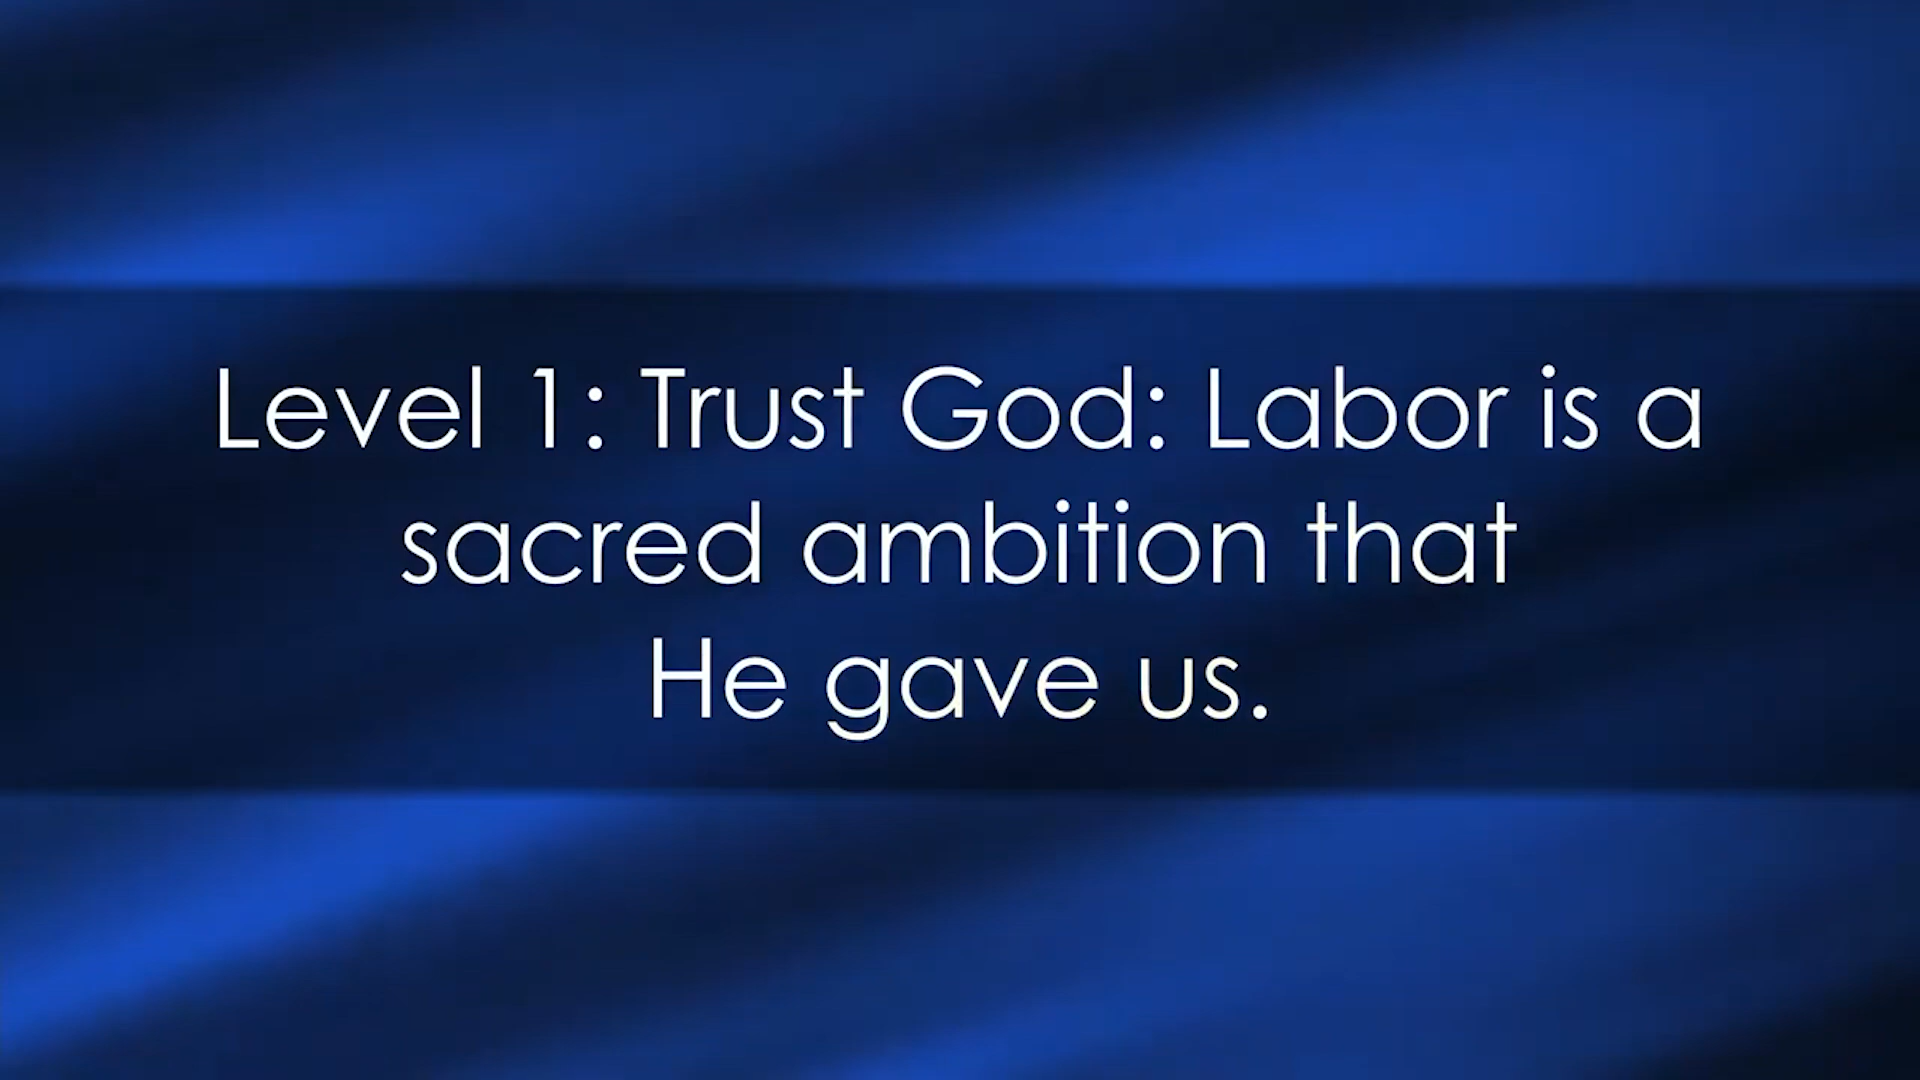 Level 1: Trust God: Labor is a
sacred ambition that
He gave us.